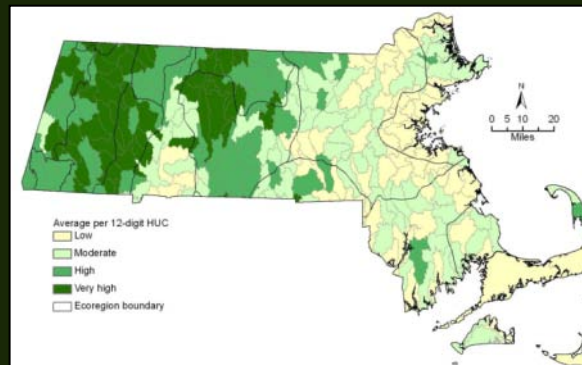 N
0 5 10 20
Miles
Average per 12-digit HUC
Low
Moderate
High
Very high
Ecoregion boundary